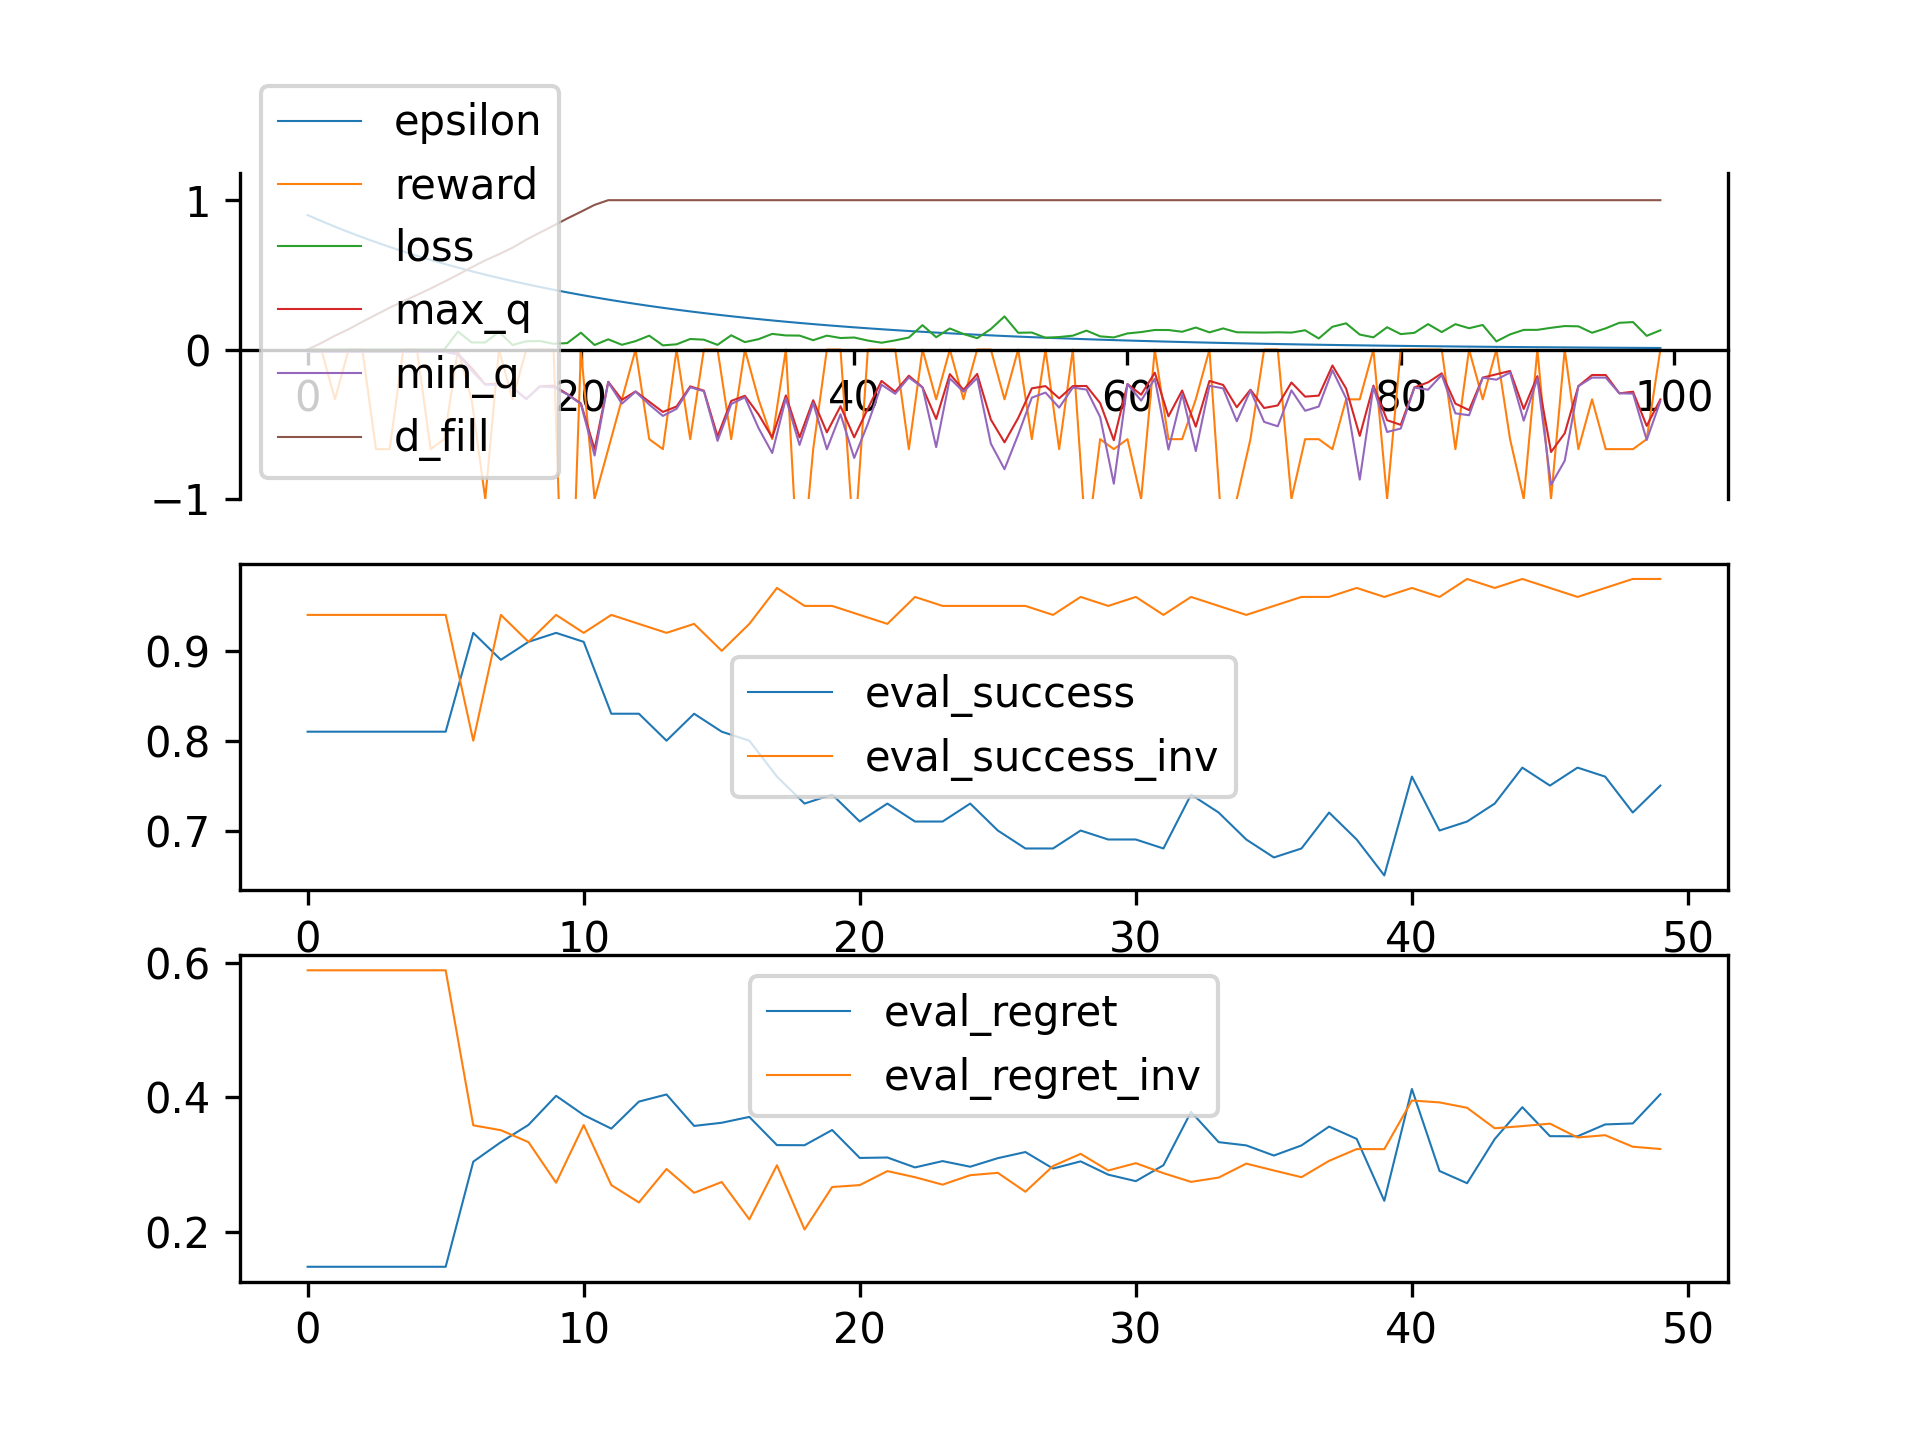 epsilon
reward
loss
max_q
min_q
d_fill
1
0
−1
0 20 40 60 80 100
0.9
0.8
0.7
eval_success
eval_success_inv
0 10 20 30 40 50
0.6
0.4
0.2
eval_regret
eval_regret_inv
0 10 20 30 40 50